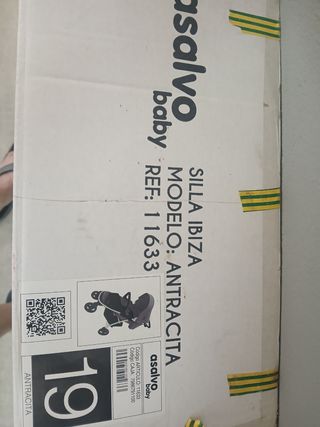 asalvo
baby
SILLA IBIZA
MODELO: ANTRACITA
REF: 11633
asalvo
baby
19
ANTRACITA